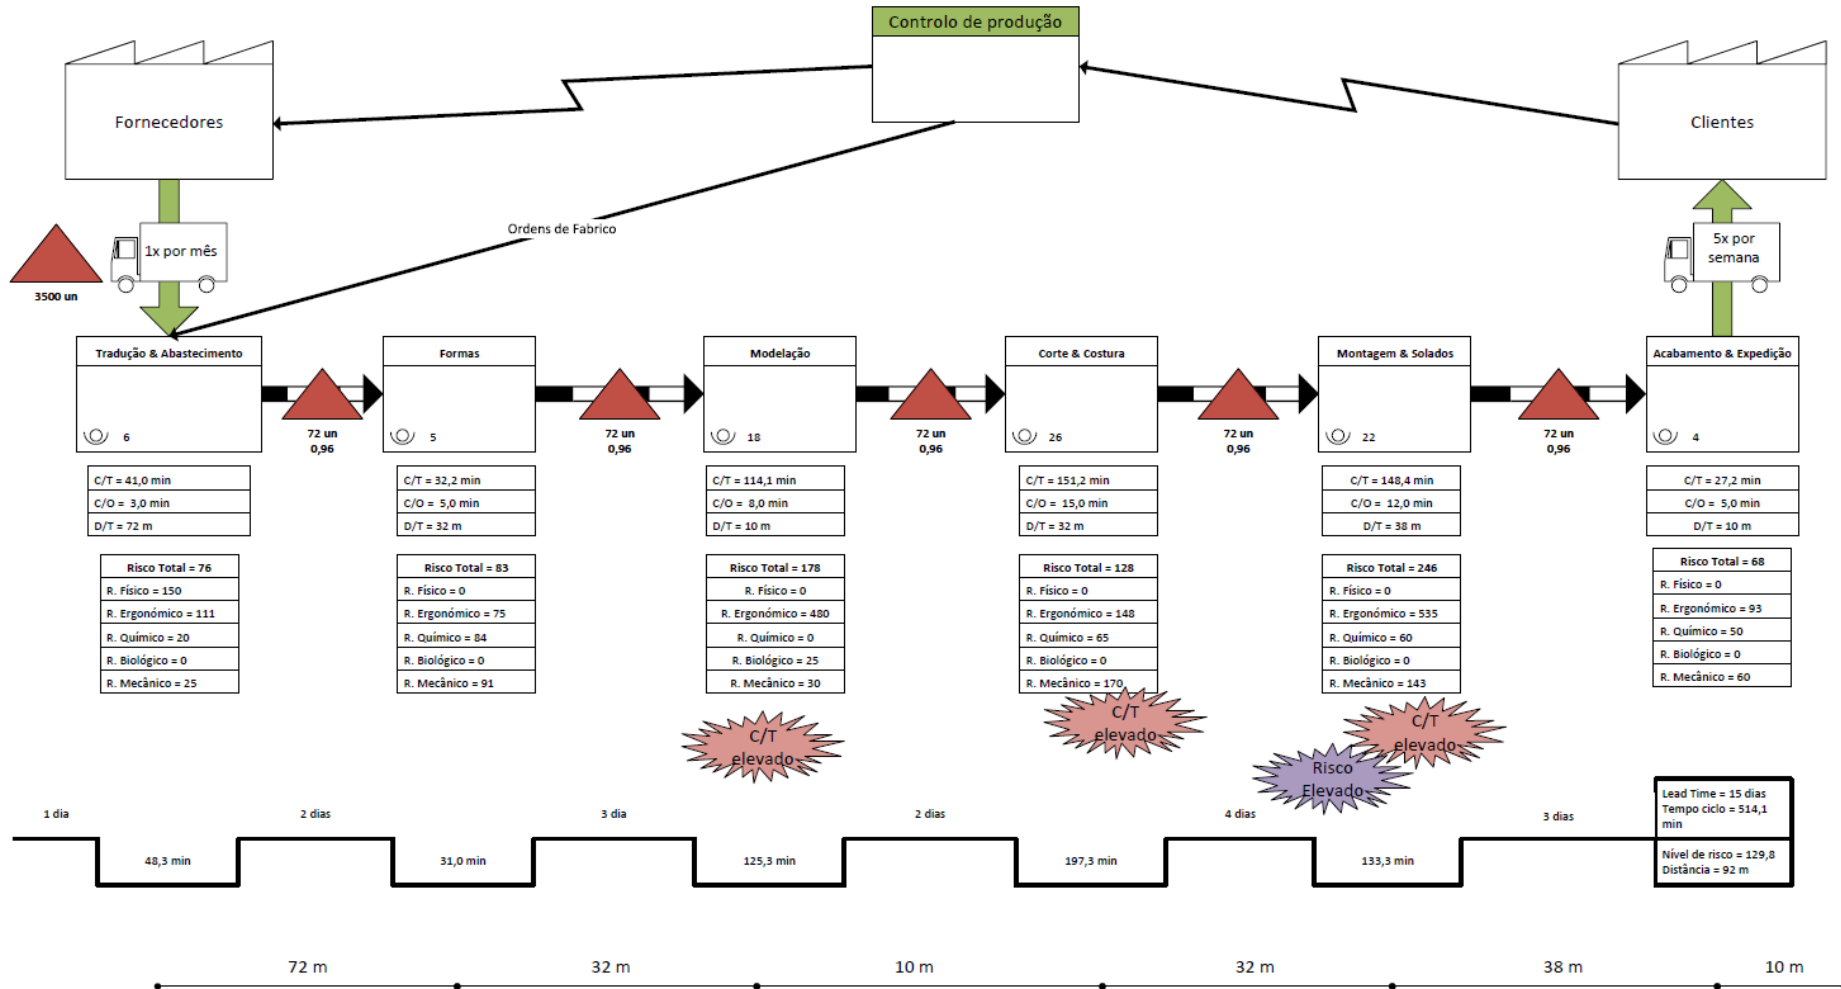 Controlo de produção
Fornecedores
Clientes
Ordens de Fabrico
1x por mês
3500 un
5x por
semana
Tradução & Abastecimento
6
72 un
0,96
Formas
5
72 un
0,96
Modelação
18
72 un
0,96
Corte & Costura
26
72 un
0,96
Montagem & Solados
22
72 un
0,96
Acabamento & Expedição
4
C/T = 41,0 min
C/O = 3,0 min
D/T = 72 m
C/T = 32,2 min
C/O = 5,0 min
D/T = 32 m
C/T = 114,1 min
C/O = 8,0 min
D/T = 10 m
C/T = 151,2 min
C/O = 15,0 min
D/T = 32 m
C/T = 148,4 min
C/O = 12,0 min
D/T = 38 m
C/T = 27,2 min
C/O = 5,0 min
D/T = 10 m
Risco Total = 76
R. Físico = 150
R. Ergonómico = 111
R. Químico = 20
R. Biológico = 0
R. Mecânico = 25
Risco Total = 83
R. Físico = 0
R. Ergonómico = 75
R. Químico = 84
R. Biológico = 0
R. Mecânico = 91
Risco Total = 178
R. Físico = 0
R. Ergonómico = 480
R. Químico = 0
R. Biológico = 25
R. Mecânico = 30
Risco Total = 128
R. Físico = 0
R. Ergonómico = 148
R. Químico = 65
R. Biológico = 0
R. Mecânico = 170
Risco Total = 246
R. Físico = 0
R. Ergonómico = 535
R. Químico = 60
R. Biológico = 0
R. Mecânico = 143
Risco Total = 68
R. Físico = 0
R. Ergonómico = 93
R. Químico = 50
R. Biológico = 0
R. Mecânico = 60
C/T
elevado
C/T
elevado
C/T
elevado
Risco
Elevado
1 dia
48,3 min
2 dias
31,0 min
3 dia
125,3 min
2 dias
197,3 min
4 dias
133,3 min
3 dias
Lead Time = 15 dias
Tempo ciclo = 514,1
min
Nível de risco = 129,8
Distância = 92 m
72 m
32 m
10 m
32 m
38 m
10 m